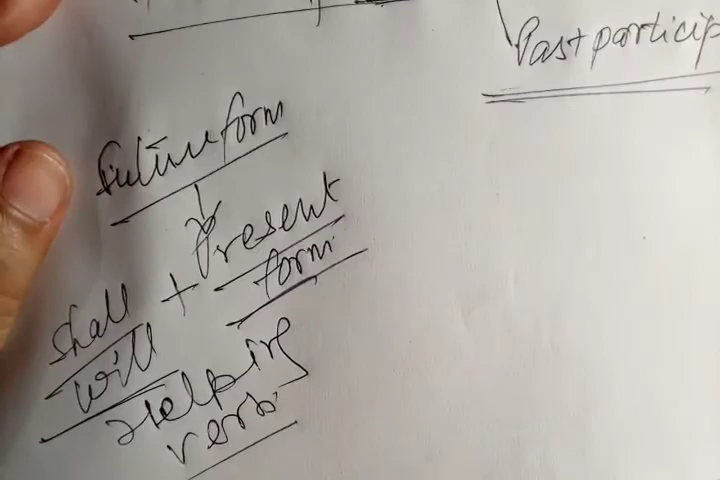 Past particip
Future form
Present
form
shall +
will
Helping
verb